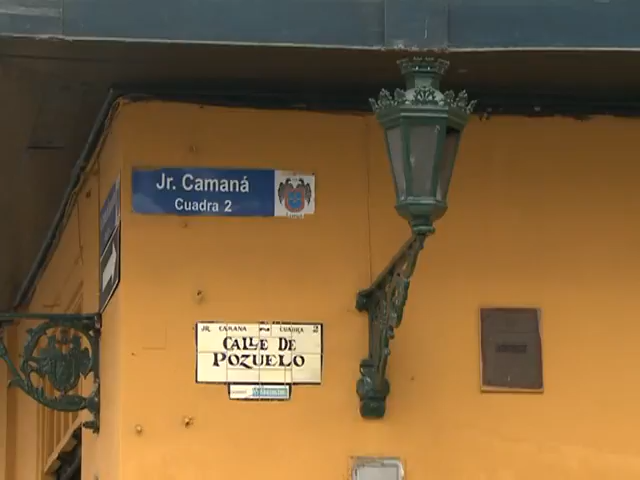 Jr. Camaná
Cuadra 2
JR. CAMANA CUADRA 2
CALLE DE
POZUELO